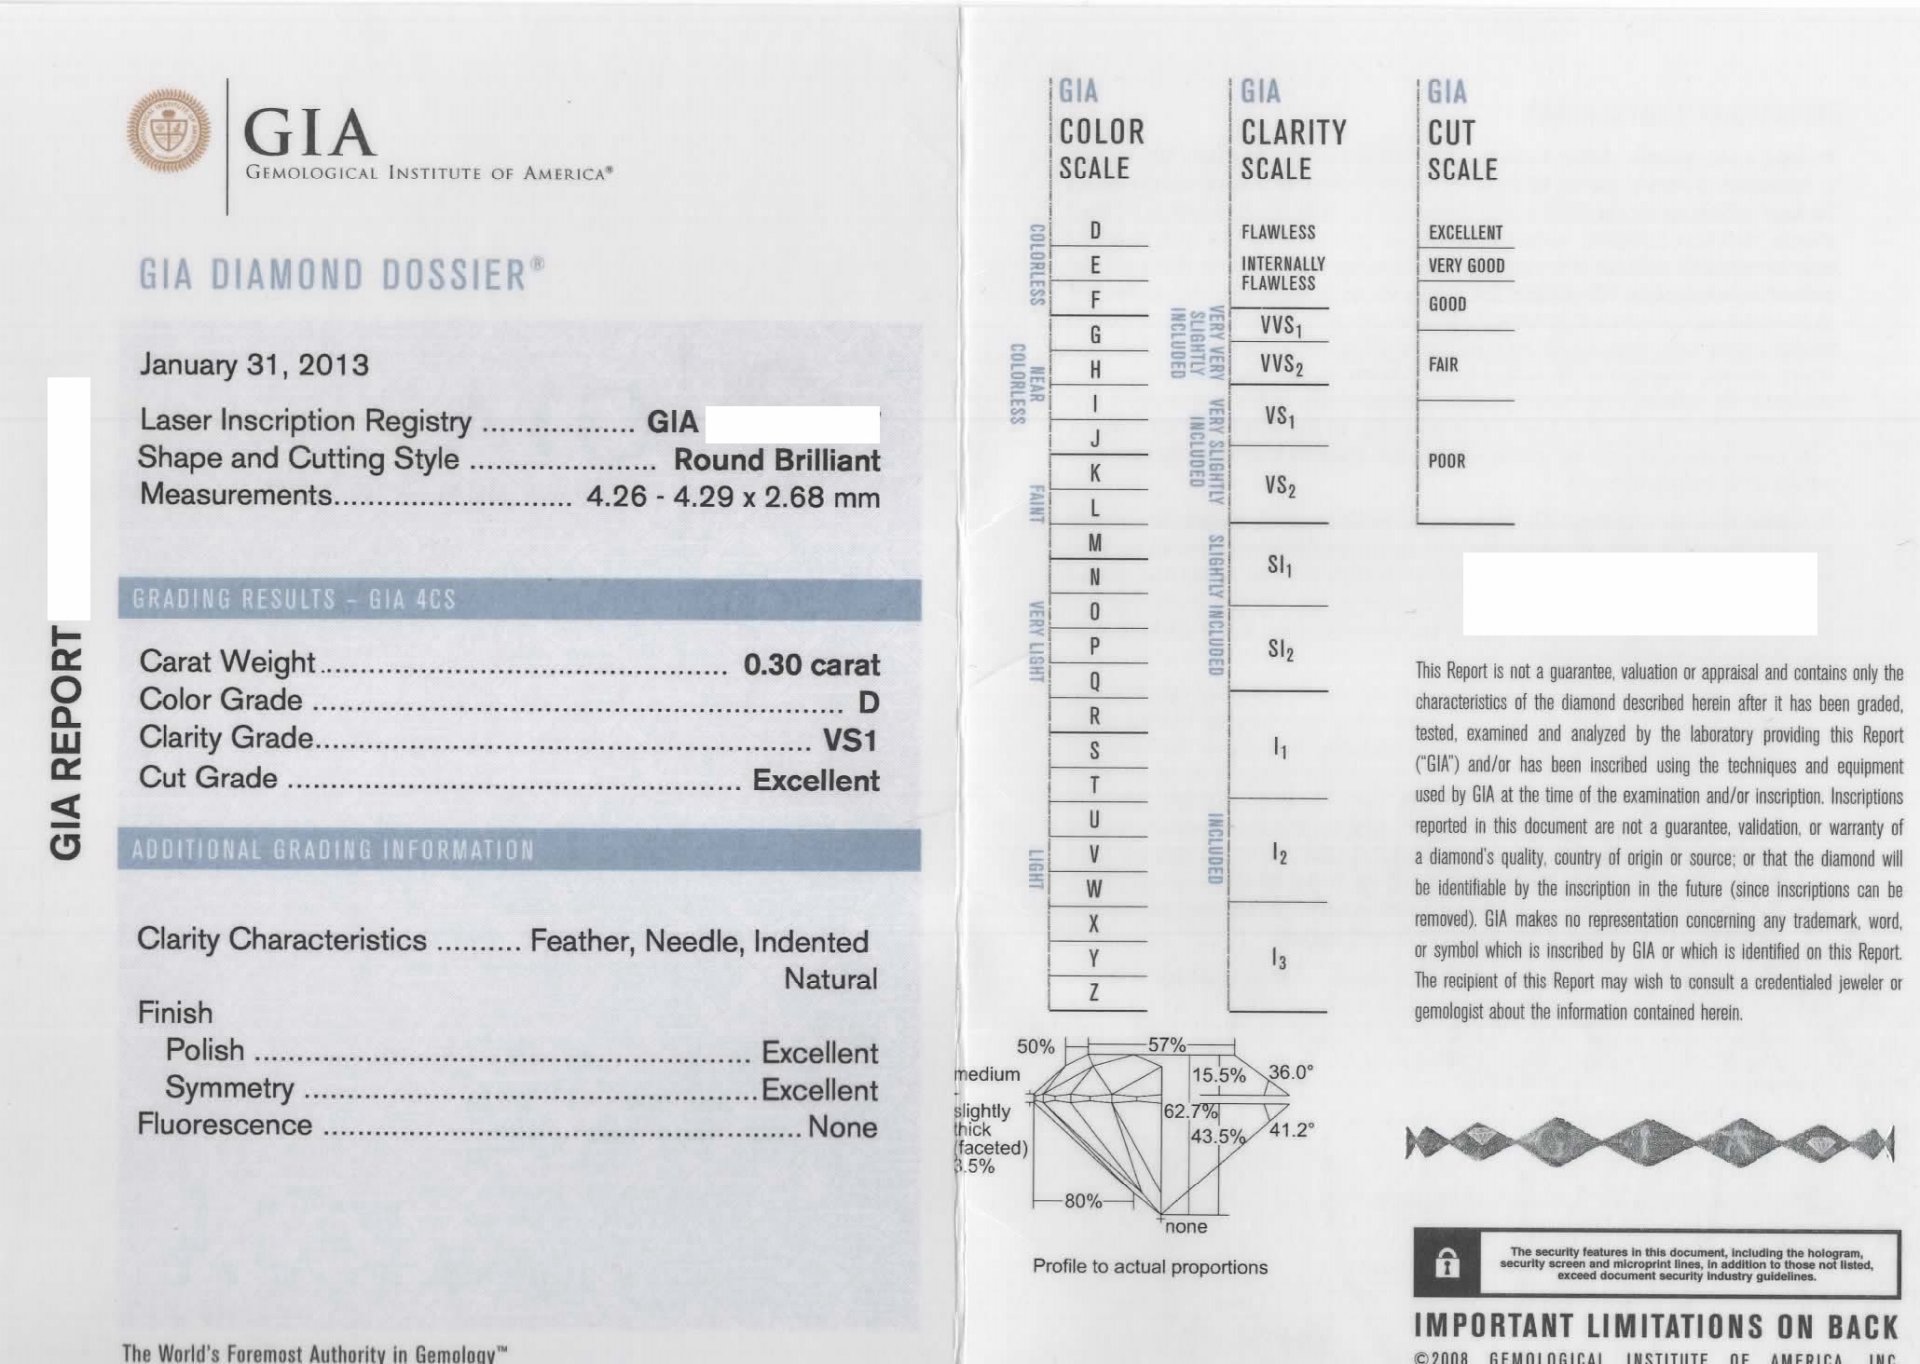 GIA
GEMOLOGICAL INSTITUTE OF AMERICA®
GIA DIAMOND DOSSIER®
January 31, 2013
Laser Inscription Registry .................. GIA
Shape and Cutting Style ...................... Round Brilliant
Measurements............................ 4.26 - 4.29 x 2.68 mm
GRADING RESULTS – GIA 4CS
Carat Weight................................................ 0.30 carat
Color Grade .............................................................. D
Clarity Grade.......................................................... VS1
Cut Grade ..................................................... Excellent
ADDITIONAL GRADING INFORMATION
Clarity Characteristics .......... Feather, Needle, Indented
Natural
Finish
Polish .......................................................... Excellent
Symmetry .....................................................Excellent
Fluorescence ........................................................ None
The World's Foremost Authority in Gemology™
GIA REPORT
GIA
COLOR
SCALE
COLORLESS
NEAR
COLORLESS
FAINT
VERY LIGHT
LIGHT
D
E
F
G
H
I
J
K
L
M
N
O
P
Q
R
S
T
U
V
W
X
Y
Z
GIA
CLARITY
SCALE
FLAWLESS
INTERNALLY
FLAWLESS
VERY VERY
SLIGHTLY
INCLUDED
VVS1
VVS2
VERY SLIGHTLY
INCLUDED
VS1
VS2
SLIGHTLY INCLUDED
SI1
SI2
INCLUDED
I1
I2
I3
GIA
CUT
SCALE
EXCELLENT
VERY GOOD
GOOD
FAIR
POOR
50%
57%
medium
-
slightly
thick
(faceted)
3.5%
15.5%
36.0°
62.7%
43.5%
41.2°
80%
none
Profile to actual proportions
This Report is not a guarantee, valuation or appraisal and contains only the
characteristics of the diamond described herein after it has been graded,
tested, examined and analyzed by the laboratory providing this Report
("GIA") and/or has been inscribed using the techniques and equipment
used by GIA at the time of the examination and/or inscription. Inscriptions
reported in this document are not a guarantee, validation, or warranty of
a diamond's quality, country of origin or source; or that the diamond will
be identifiable by the inscription in the future (since inscriptions can be
removed). GIA makes no representation concerning any trademark, word,
or symbol which is inscribed by GIA or which is identified on this Report.
The recipient of this Report may wish to consult a credentialed jeweler or
gemologist about the information contained herein.
G I A
The security features in this document, including the hologram,
security screen and microprint lines, in addition to those not listed,
exceed document security industry guidelines.
IMPORTANT LIMITATIONS ON BACK
©2008 GEMOLOGICAL INSTITUTE OF AMERICA, INC.